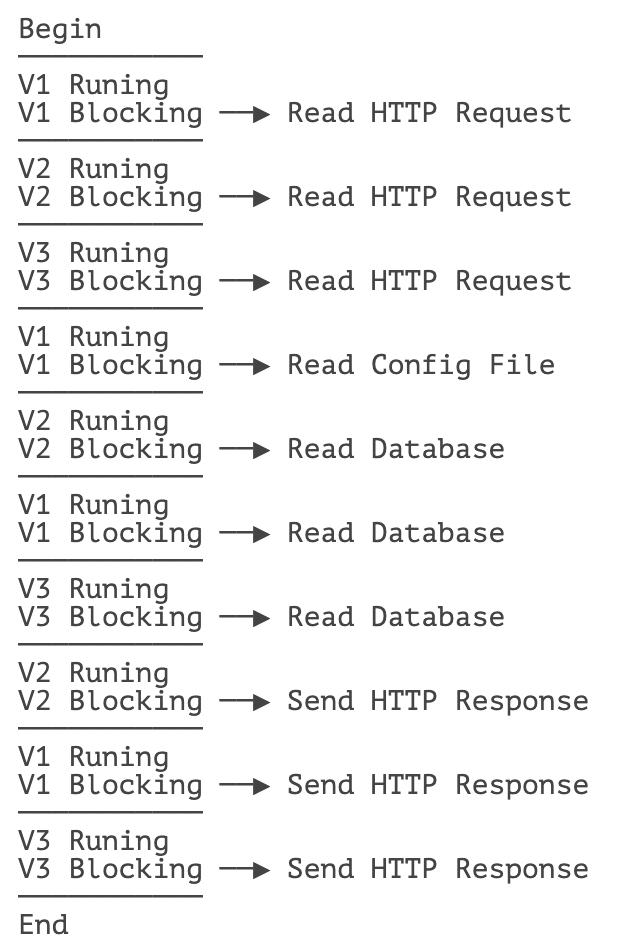 Begin
V1 Runing
V1 Blocking ──▶ Read HTTP Request
V2 Runing
V2 Blocking ──▶ Read HTTP Request
V3 Runing
V3 Blocking ──▶ Read HTTP Request
V1 Runing
V1 Blocking ──▶ Read Config File
V2 Runing
V2 Blocking ──▶ Read Database
V1 Runing
V1 Blocking ──▶ Read Database
V3 Runing
V3 Blocking ──▶ Read Database
V2 Runing
V2 Blocking ──▶ Send HTTP Response
V1 Runing
V1 Blocking ──▶ Send HTTP Response
V3 Runing
V3 Blocking ──▶ Send HTTP Response
End